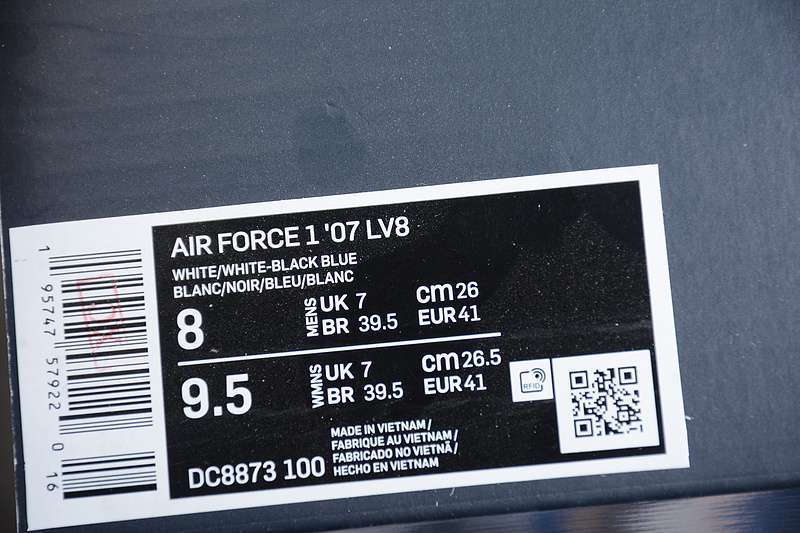 AIR FORCE 1 '07 LV8
WHITE/WHITE-BLACK BLUE
BLANC/NOIR/BLEU/BLANC
8 MENS UK 7 cm 26
BR 39.5 EUR 41
9.5 WMNS UK 7 cm 26.5
BR 39.5 EUR 41
RFID
MADE IN VIETNAM /
FABRIQUE AU VIETNAM /
FABRICADO NO VIETNÃ /
HECHO EN VIETNAM
DC8873 100
1 95747 57922 0 16